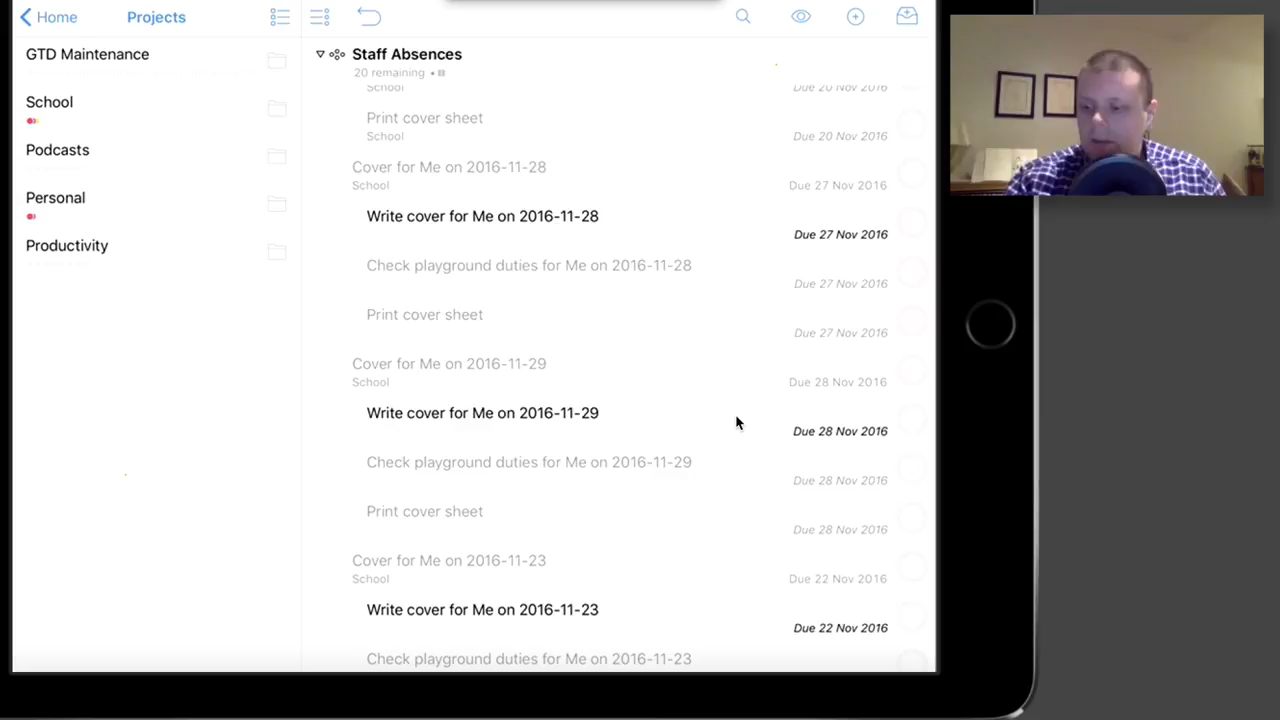 Home
Projects
GTD Maintenance
School
Podcasts
Personal
Productivity
Staff Absences
20 remaining
School
Due 20 Nov 2016
Print cover sheet
School
Due 20 Nov 2016
Cover for Me on 2016-11-28
School
Due 27 Nov 2016
Write cover for Me on 2016-11-28
Due 27 Nov 2016
Check playground duties for Me on 2016-11-28
Due 27 Nov 2016
Print cover sheet
Due 27 Nov 2016
Cover for Me on 2016-11-29
School
Due 28 Nov 2016
Write cover for Me on 2016-11-29
Due 28 Nov 2016
Check playground duties for Me on 2016-11-29
Due 28 Nov 2016
Print cover sheet
Due 28 Nov 2016
Cover for Me on 2016-11-23
School
Due 22 Nov 2016
Write cover for Me on 2016-11-23
Due 22 Nov 2016
Check playground duties for Me on 2016-11-23